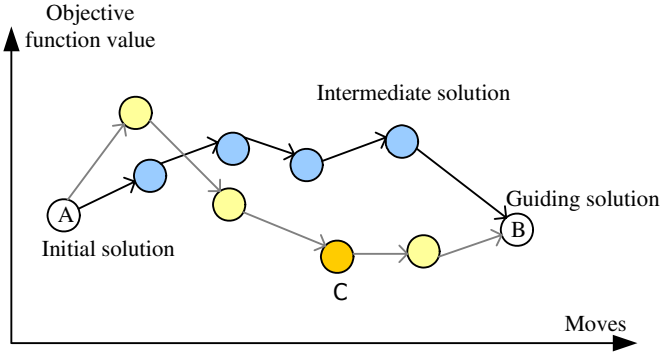 Objective
function value
Intermediate solution
A
Guiding solution
B
Initial solution
C
Moves